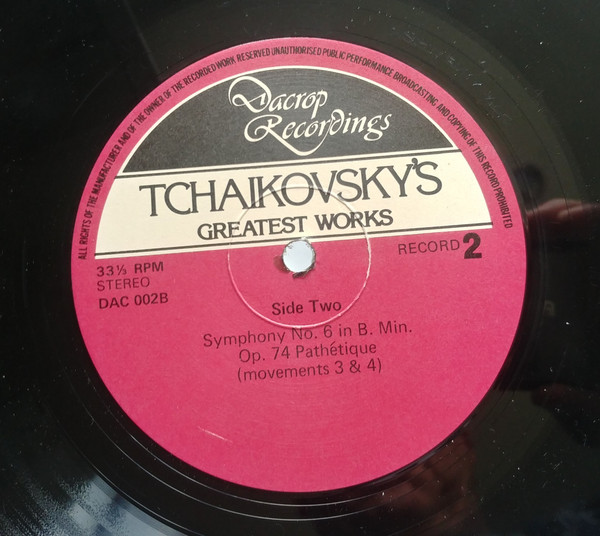 ALL RIGHTS OF THE MANUFACTURER AND OF THE OWNER OF THE RECORDED WORK RESERVED UNAUTHORISED PUBLIC PERFORMANCE BROADCASTING AND COPYING OF THIS RECORD PROHIBITED
Dacrop
Recordings
TCHAIKOVSKY'S
GREATEST WORKS
RECORD 2
33⅓ RPM
STEREO
DAC 002B
Side Two
Symphony No. 6 in B. Min.
Op. 74 Pathétique
(movements 3 & 4)